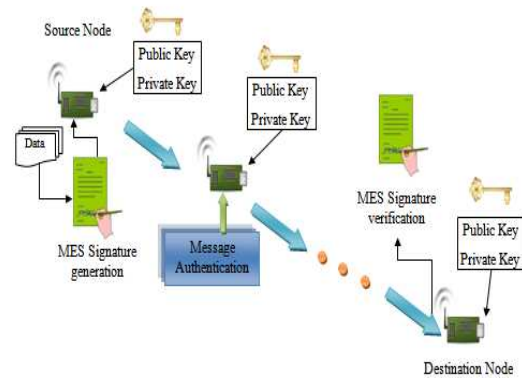 Source Node
Public Key
Private Key
Data
MES Signature
generation
Public Key
Private Key
Message
Authentication
MES Signature
verification
Public Key
Private Key
Destination Node